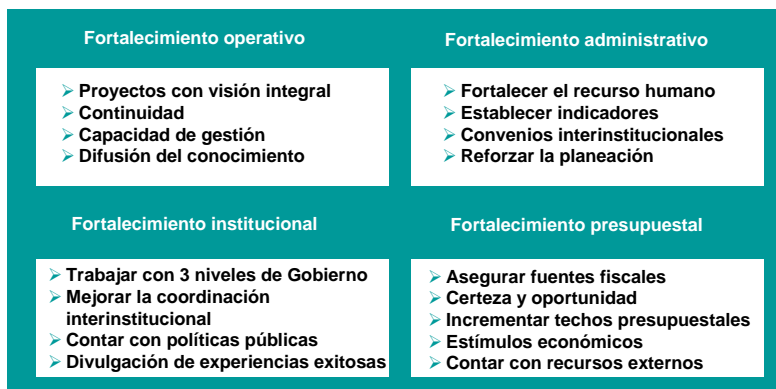 Fortalecimiento operativo
➢ Proyectos con visión integral
➢ Continuidad
➢ Capacidad de gestión
➢ Difusión del conocimiento
Fortalecimiento administrativo
➢ Fortalecer el recurso humano
➢ Establecer indicadores
➢ Convenios interinstitucionales
➢ Reforzar la planeación
Fortalecimiento institucional
➢ Trabajar con 3 niveles de Gobierno
➢ Mejorar la coordinación
interinstitucional
➢ Contar con políticas públicas
➢ Divulgación de experiencias exitosas
Fortalecimiento presupuestal
➢ Asegurar fuentes fiscales
➢ Certeza y oportunidad
➢ Incrementar techos presupuestales
➢ Estímulos económicos
➢ Contar con recursos externos